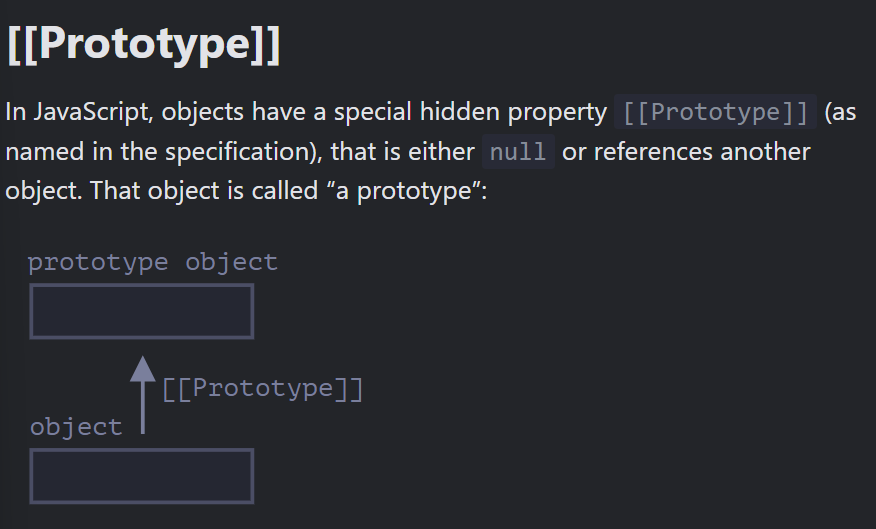 [[Prototype]]
In JavaScript, objects have a special hidden property [[Prototype]] (as
named in the specification), that is either null or references another
object. That object is called “a prototype”:
prototype object
[[Prototype]]
object